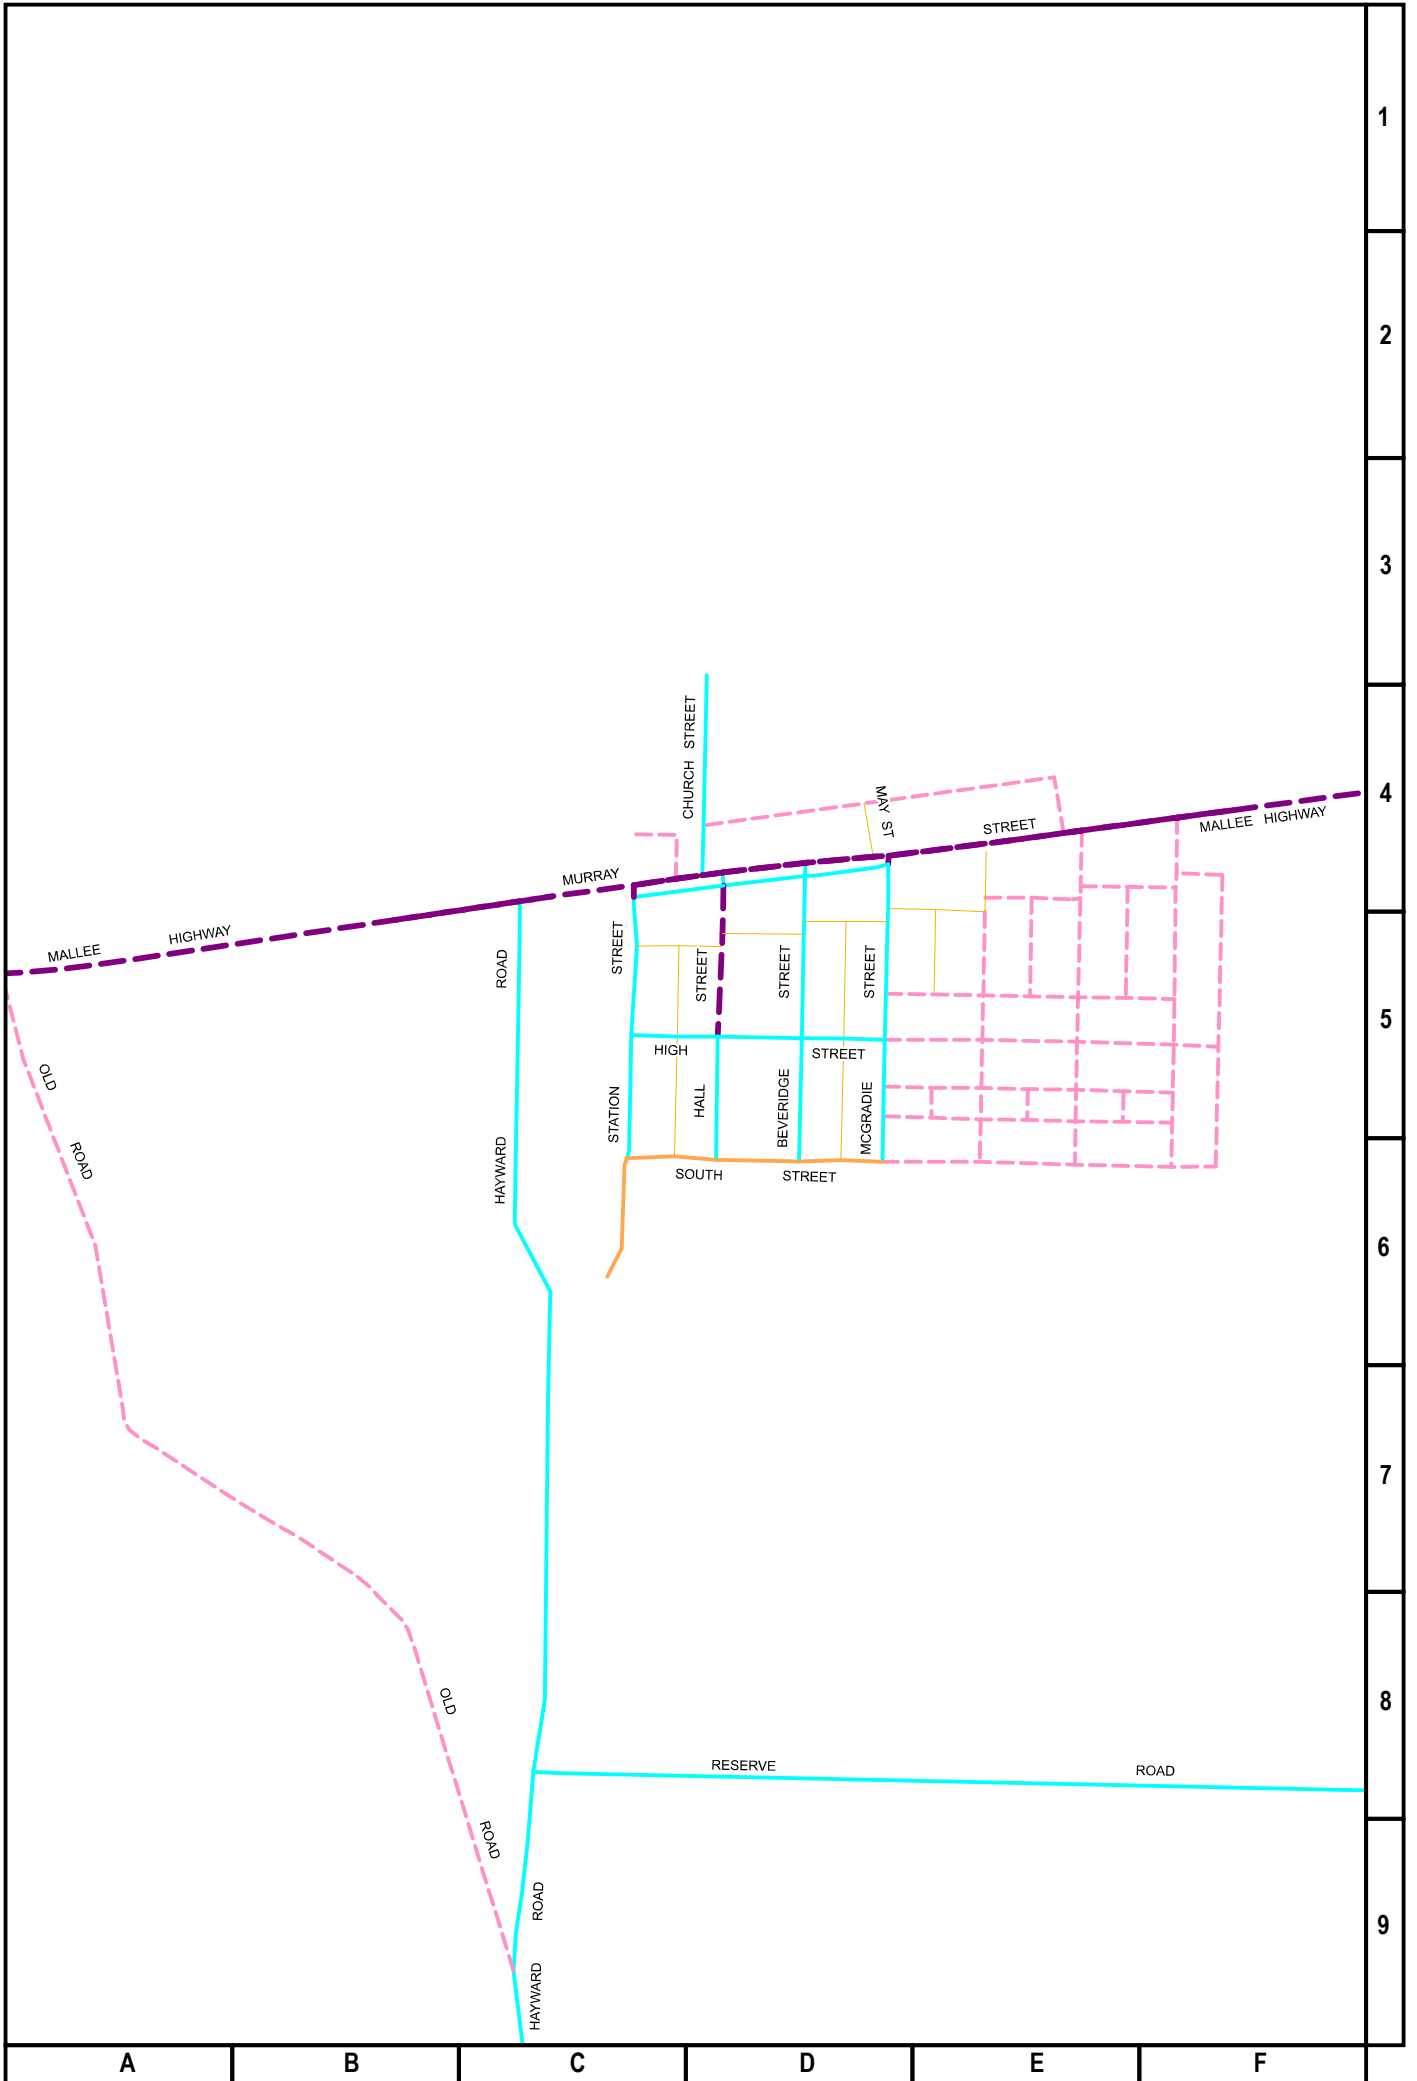 1
2
3
CHURCH STREET
MAY ST
4
MALLEE HIGHWAY
STREET
MURRAY
MALLEE HIGHWAY
ROAD
STREET
STREET
STREET
STREET
5
HIGH STREET
OLD
ROAD
HAYWARD
STATION
HALL
BEVERIDGE
MCGRADIE
SOUTH STREET
6
7
8
OLD
ROAD
RESERVE ROAD
ROAD
HAYWARD
9
A B C D E F